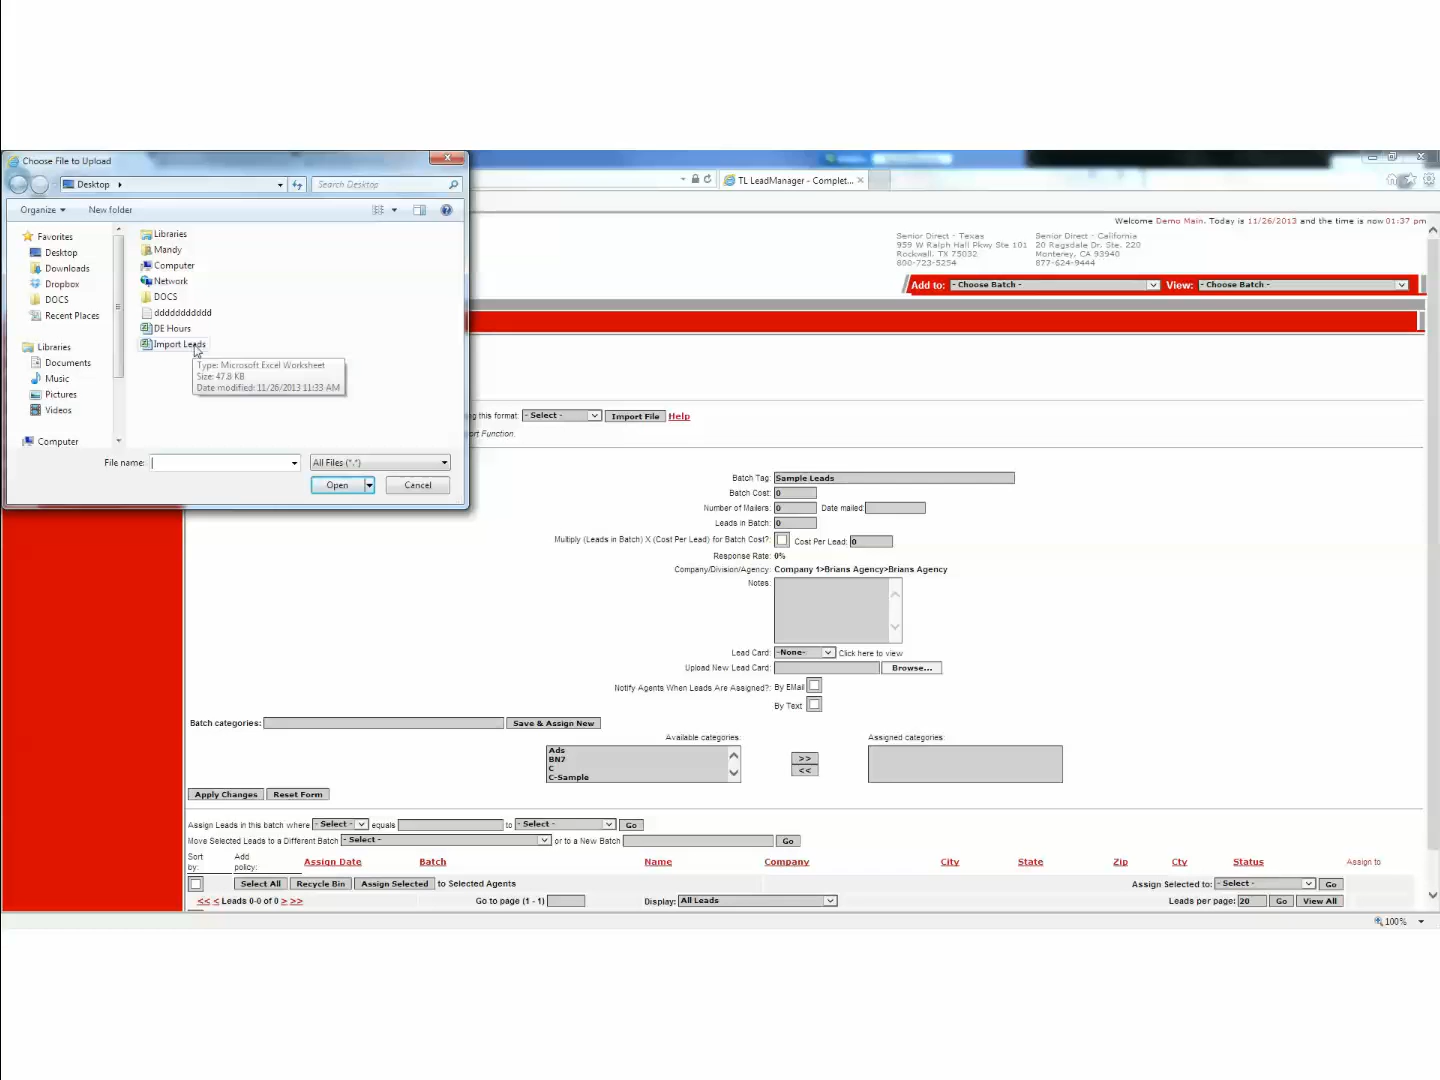 Choose File to Upload
Desktop
Search Desktop
TL LeadManager - Complet...
Organize
New folder
Welcome Demo Main. Today is 11/26/2013 and the time is now 01:37 pm
Favorites
Desktop
Downloads
Dropbox
DOCS
Recent Places
Libraries
Documents
Music
Pictures
Videos
Computer
Libraries
Mandy
Computer
Network
DOCS
ddddddddddd
DE Hours
Import Leads
Type: Microsoft Excel Worksheet
Size: 47.8 KB
Date modified: 11/26/2013 11:33 AM
File name:
All Files (*.*)
Open
Cancel
Senior Direct - Texas
959 W Ralph Hall Pkwy Ste 101
Rockwall, TX 75032
800-723-5254
Senior Direct - California
20 Ragsdale Dr. Ste. 220
Monterey, CA 93940
877-624-9444
Add to: - Choose Batch - View: - Choose Batch -
this format: - Select - Import File Help
Function.
Batch Tag: Sample Leads
Batch Cost: 0
Number of Mailers: 0 Date mailed:
Leads in Batch: 0
Multiply (Leads in Batch) X (Cost Per Lead) for Batch Cost?: Cost Per Lead: 0
Response Rate: 0%
Company/Division/Agency: Company 1>Brians Agency>Brians Agency
Notes:
Lead Card: -None- Click here to view
Upload New Lead Card: Browse...
Notify Agents When Leads Are Assigned?: By EMail
By Text
Batch categories: Save & Assign New
Available categories: Assigned categories:
Ads
BN7
C
C-Sample
>>
<<
Apply Changes Reset Form
Assign Leads in this batch where - Select - equals to - Select - Go
Move Selected Leads to a Different Batch - Select - or to a New Batch Go
Sort by: Add policy: Assign Date Batch Name Company City State Zip Cty Status Assign to
Select All Recycle Bin Assign Selected to Selected Agents Assign Selected to: - Select - Go
<< < Leads 0-0 of 0 > >> Go to page (1 - 1) Display: All Leads Leads per page: 20 Go View All
100%